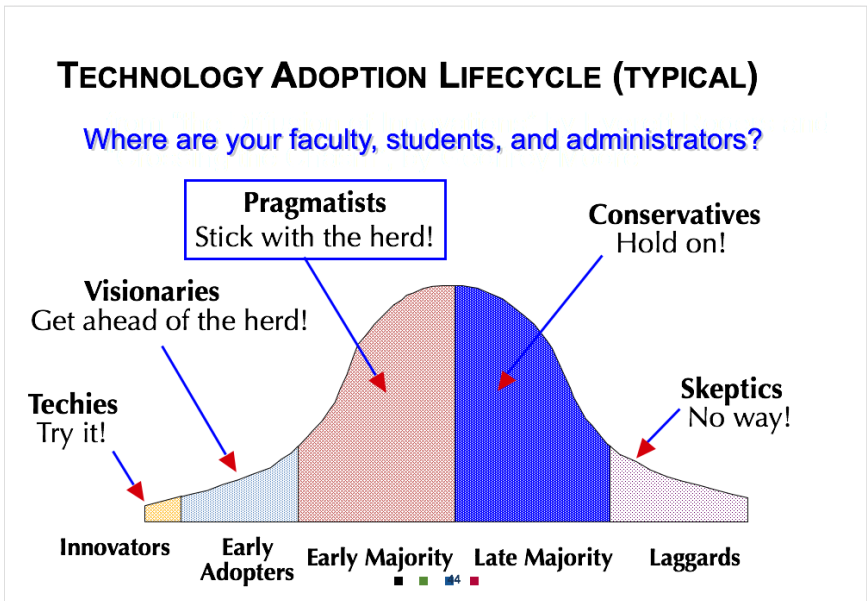 TECHNOLOGY ADOPTION LIFECYCLE (TYPICAL)
Where are your faculty, students, and administrators?
Pragmatists
Stick with the herd!
Conservatives
Hold on!
Visionaries
Get ahead of the herd!
Techies
Try it!
Skeptics
No way!
Innovators
Early
Adopters
Early Majority
Late Majority
Laggards
44